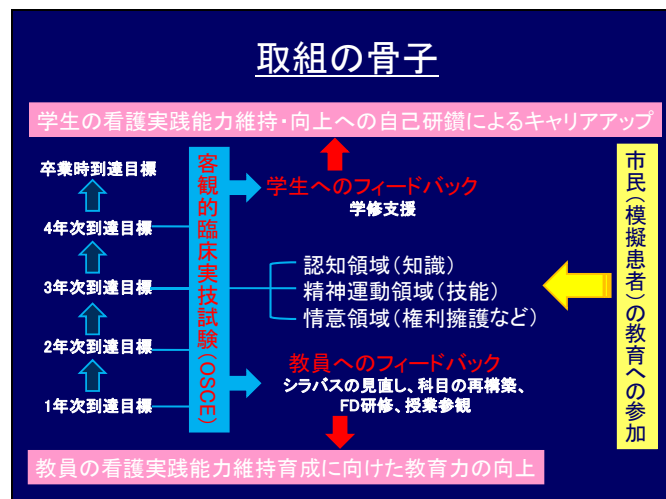 取組の骨子
学生の看護実践能力維持・向上への自己研鑽によるキャリアアップ
卒業時到達目標
4年次到達目標
3年次到達目標
2年次到達目標
1年次到達目標
客観的臨床実技試験(OSCE)
学生へのフィードバック
学修支援
認知領域(知識)
精神運動領域(技能)
情意領域(権利擁護など)
教員へのフィードバック
シラバスの見直し、科目の再構築、
FD研修、授業参観
市民(模擬患者)の教育への参加
教員の看護実践能力維持育成に向けた教育力の向上